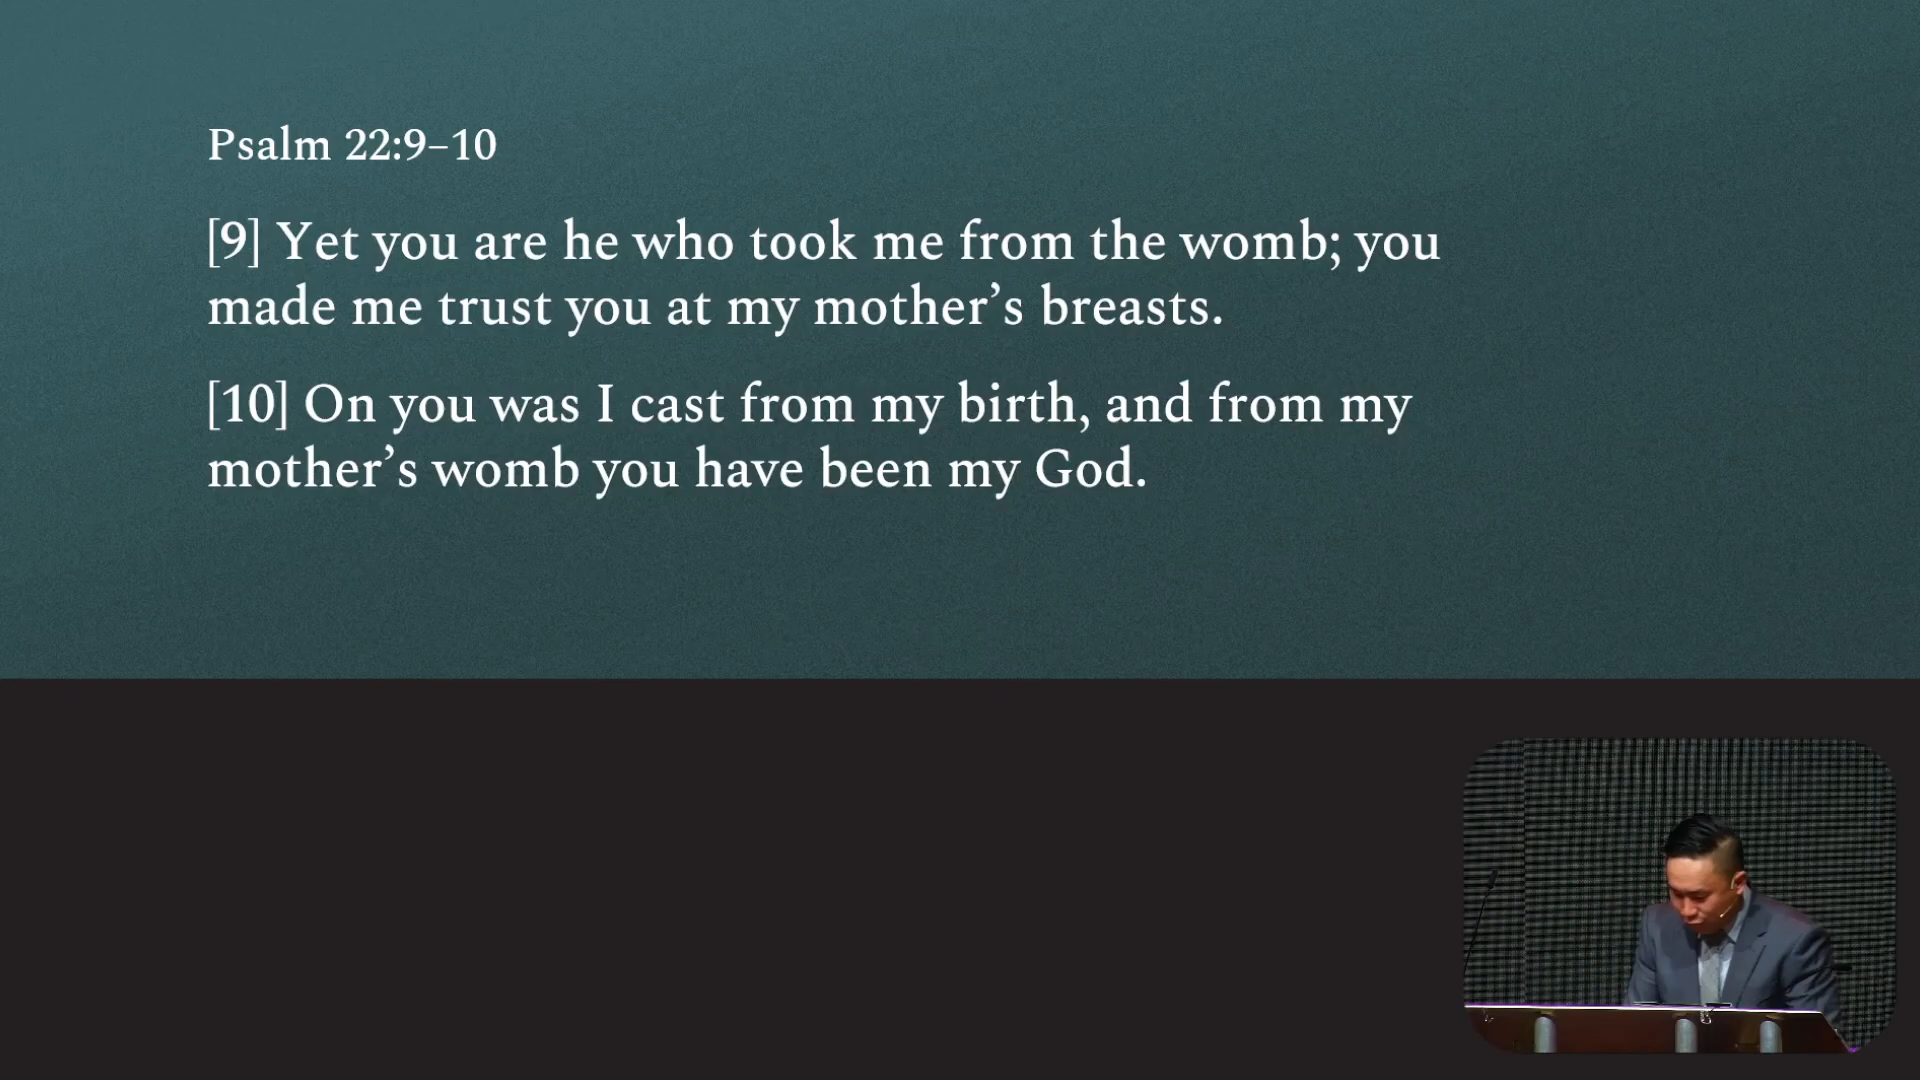 Psalm 22:9–10
[9] Yet you are he who took me from the womb; you
made me trust you at my mother’s breasts.
[10] On you was I cast from my birth, and from my
mother’s womb you have been my God.